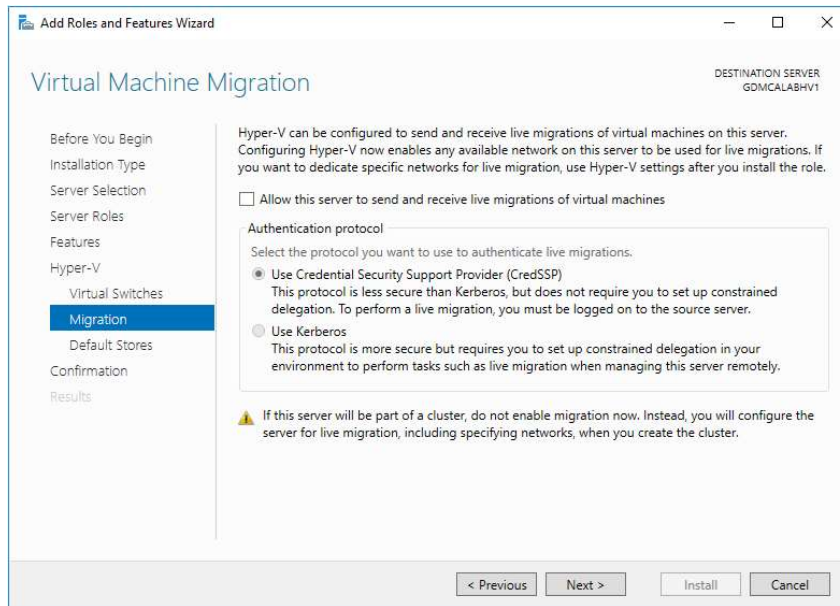 Add Roles and Features Wizard
Virtual Machine Migration
DESTINATION SERVER
GDMCALABHV1
Before You Begin
Installation Type
Server Selection
Server Roles
Features
Hyper-V
Virtual Switches
Migration
Default Stores
Confirmation
Results
Hyper-V can be configured to send and receive live migrations of virtual machines on this server.
Configuring Hyper-V now enables any available network on this server to be used for live migrations. If
you want to dedicate specific networks for live migration, use Hyper-V settings after you install the role.
Allow this server to send and receive live migrations of virtual machines
Authentication protocol
Select the protocol you want to use to authenticate live migrations.
Use Credential Security Support Provider (CredSSP)
This protocol is less secure than Kerberos, but does not require you to set up constrained
delegation. To perform a live migration, you must be logged on to the source server.
Use Kerberos
This protocol is more secure but requires you to set up constrained delegation in your
environment to perform tasks such as live migration when managing this server remotely.
If this server will be part of a cluster, do not enable migration now. Instead, you will configure the
server for live migration, including specifying networks, when you create the cluster.
< Previous
Next >
Install
Cancel